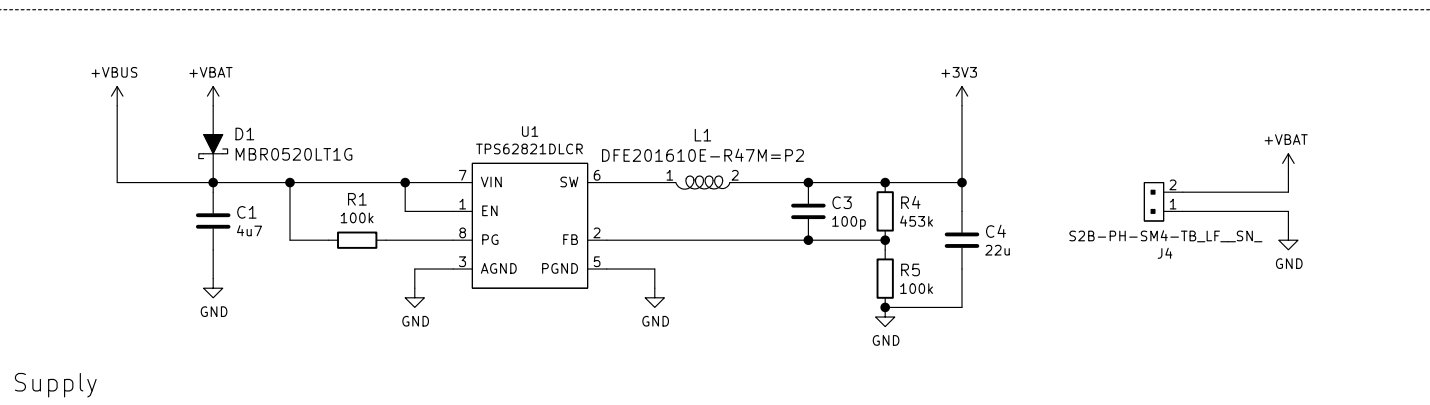 +VBUS
+VBAT
+3V3
D1
MBR0520LT1G
U1
TPS62821DLCR
L1
DFE201610E-R47M=P2
+VBAT
7
VIN
SW
6
1
2
1
EN
R1
100k
8
PG
FB
2
3
AGND
PGND
5
C1
4u7
C3
100p
R4
453k
C4
22u
R5
100k
2
1
S2B-PH-SM4-TB_LF__SN_
J4
GND
GND
GND
GND
GND
Supply